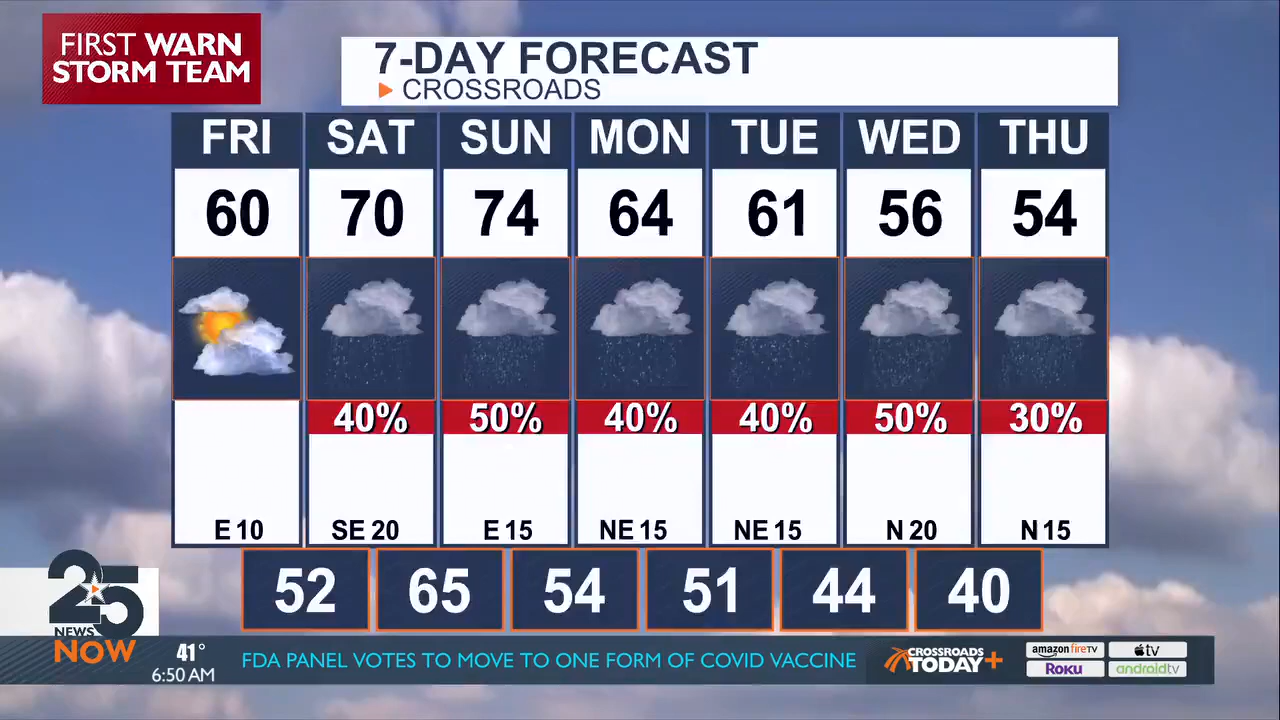 FIRST WARN
STORM TEAM
7-DAY FORECAST
CROSSROADS
FRI SAT SUN MON TUE WED THU
60 70 74 64 61 56 54
40% 50% 40% 40% 50% 30%
E 10 SE 20 E 15 NE 15 NE 15 N 20 N 15
52 65 54 51 44 40
25
NEWS
NOW
41°
6:50 AM
FDA PANEL VOTES TO MOVE TO ONE FORM OF COVID VACCINE
CROSSROADS
TODAY+
amazon fireTV
tv
Roku
androidtv